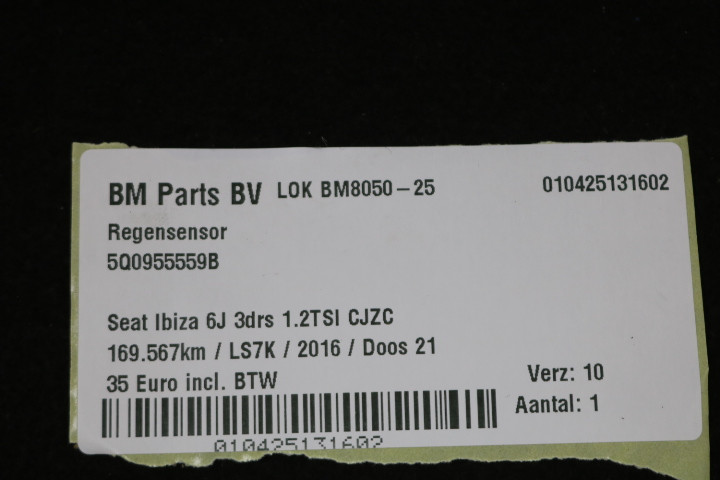 BM Parts BV LOK BM8050-25 010425131602
Regensensor
5Q0955559B
Seat Ibiza 6J 3drs 1.2TSI CJZC
169.567km / LS7K / 2016 / Doos 21
35 Euro incl. BTW Verz: 10
Aantal: 1
010425131602